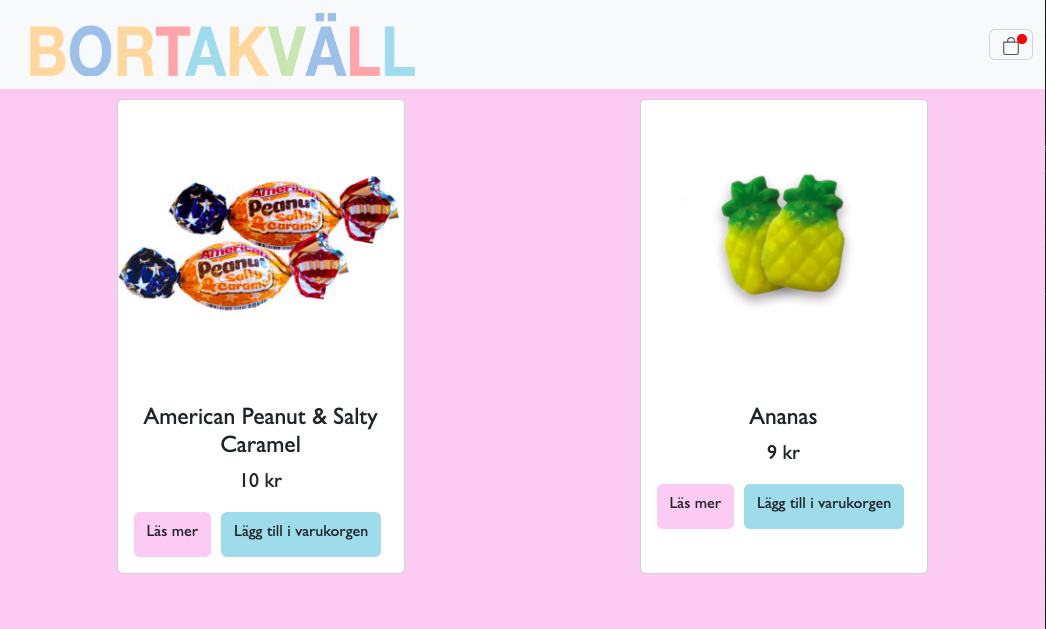 BORTAKVÄLL
American
Peanut
Salty
& Caramel
American
Peanut
Salty
& Caramel
American Peanut & Salty
Caramel
10 kr
Läs mer
Lägg till i varukorgen
Ananas
9 kr
Läs mer
Lägg till i varukorgen